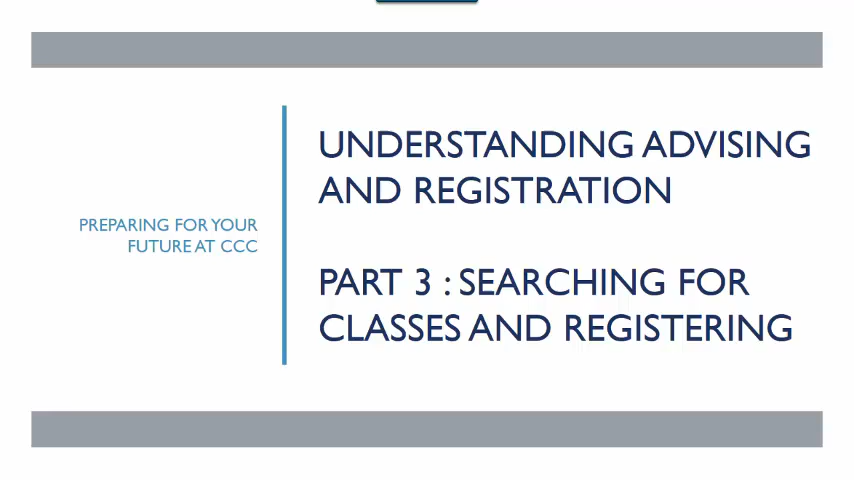 PREPARING FOR YOUR
FUTURE AT CCC
UNDERSTANDING ADVISING
AND REGISTRATION
PART 3 : SEARCHING FOR
CLASSES AND REGISTERING